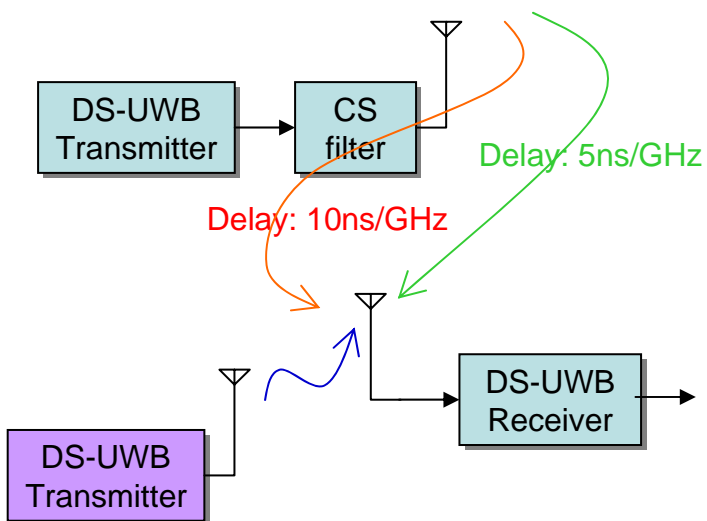 DS-UWB
Transmitter
CS
filter
Delay: 5ns/GHz
Delay: 10ns/GHz
DS-UWB
Receiver
DS-UWB
Transmitter